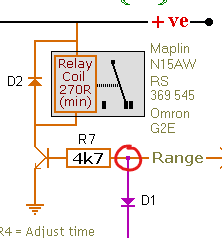 + ve
Maplin
N15AW
RS
369 545
Omron
G2E
Relay
Coil
270R
(min)
D2
R7
4k7
Range
D1
R4 = Adjust time